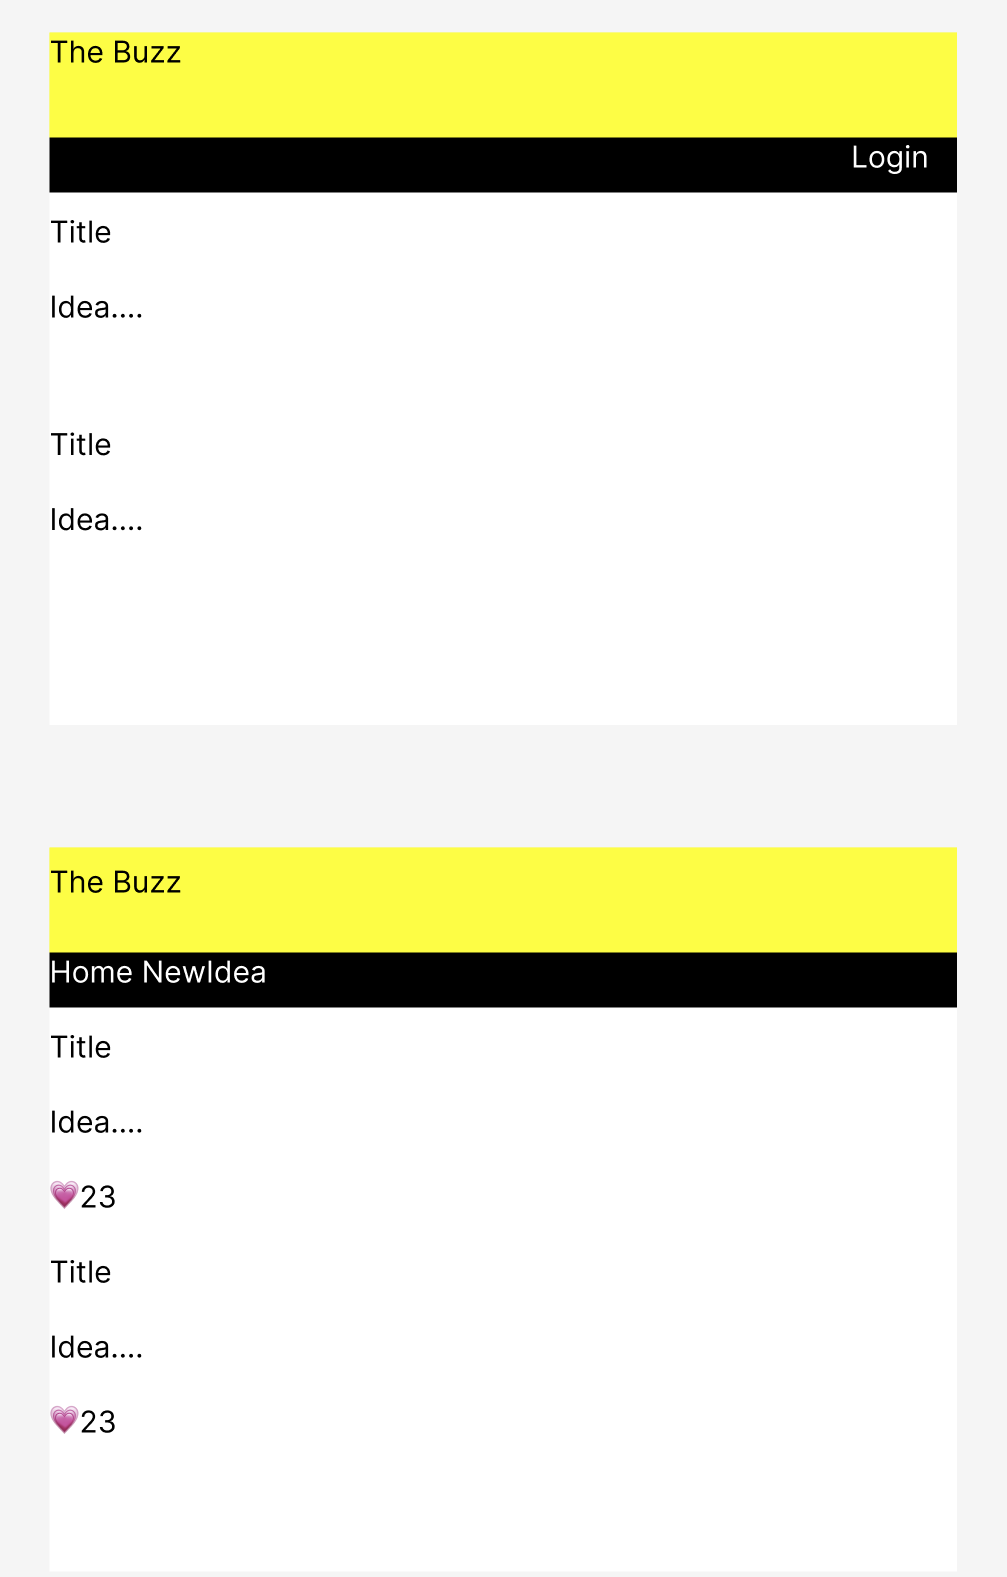 The Buzz
Login
Title
Idea....
Title
Idea....
The Buzz
Home NewIdea
Title
Idea....
💗23
Title
Idea....
💗23